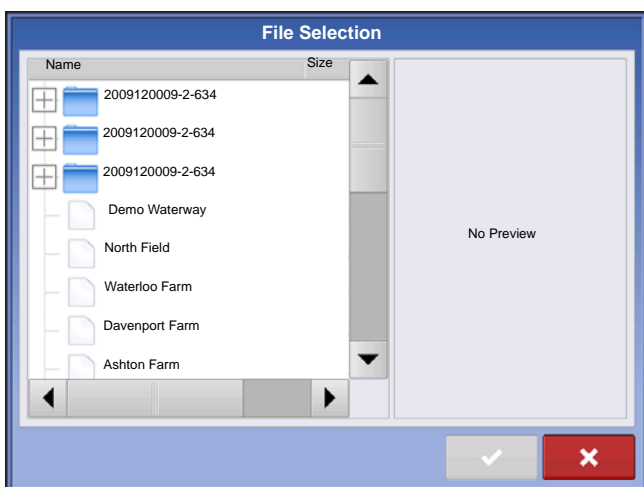 File Selection
Name Size
2009120009-2-634
2009120009-2-634
2009120009-2-634
Demo Waterway
North Field
Waterloo Farm
Davenport Farm
Ashton Farm
No Preview